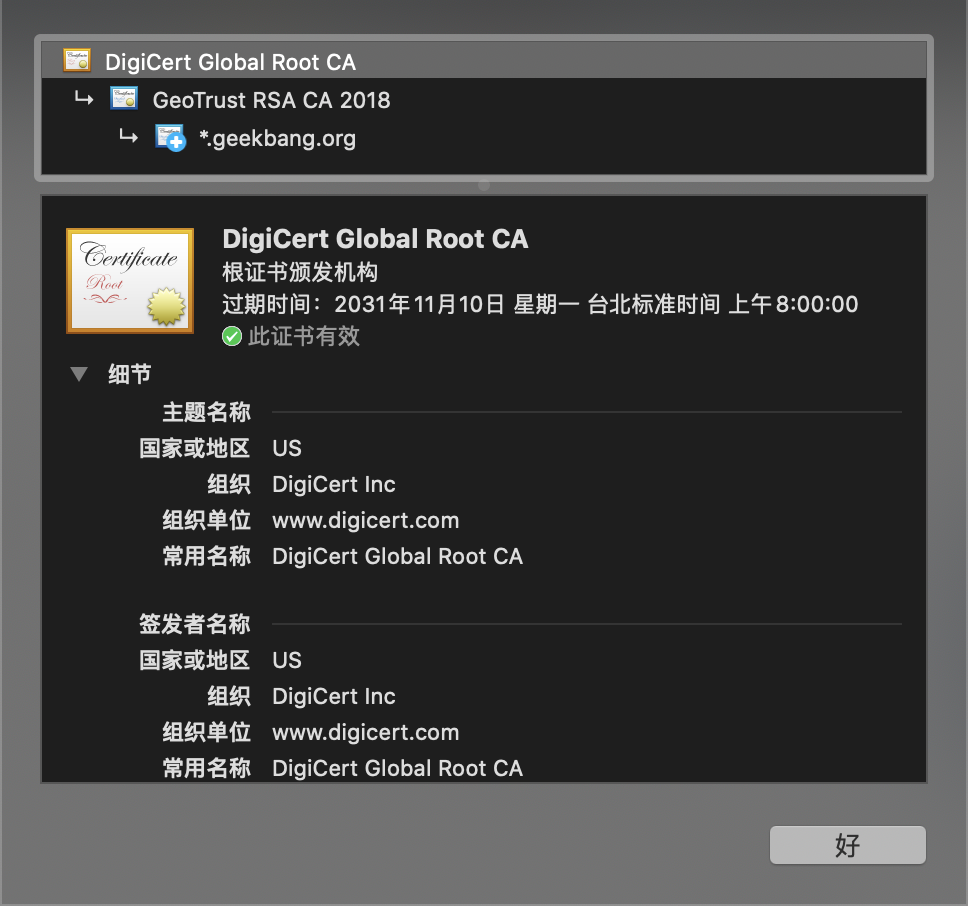 DigiCert Global Root CA
GeoTrust RSA CA 2018
*.geekbang.org
Certificate
Root
DigiCert Global Root CA
根证书颁发机构
过期时间：2031年11月10日 星期一 台北标准时间 上午8:00:00
此证书有效
细节
主题名称
国家或地区 US
组织 DigiCert Inc
组织单位 www.digicert.com
常用名称 DigiCert Global Root CA
签发者名称
国家或地区 US
组织 DigiCert Inc
组织单位 www.digicert.com
常用名称 DigiCert Global Root CA
好